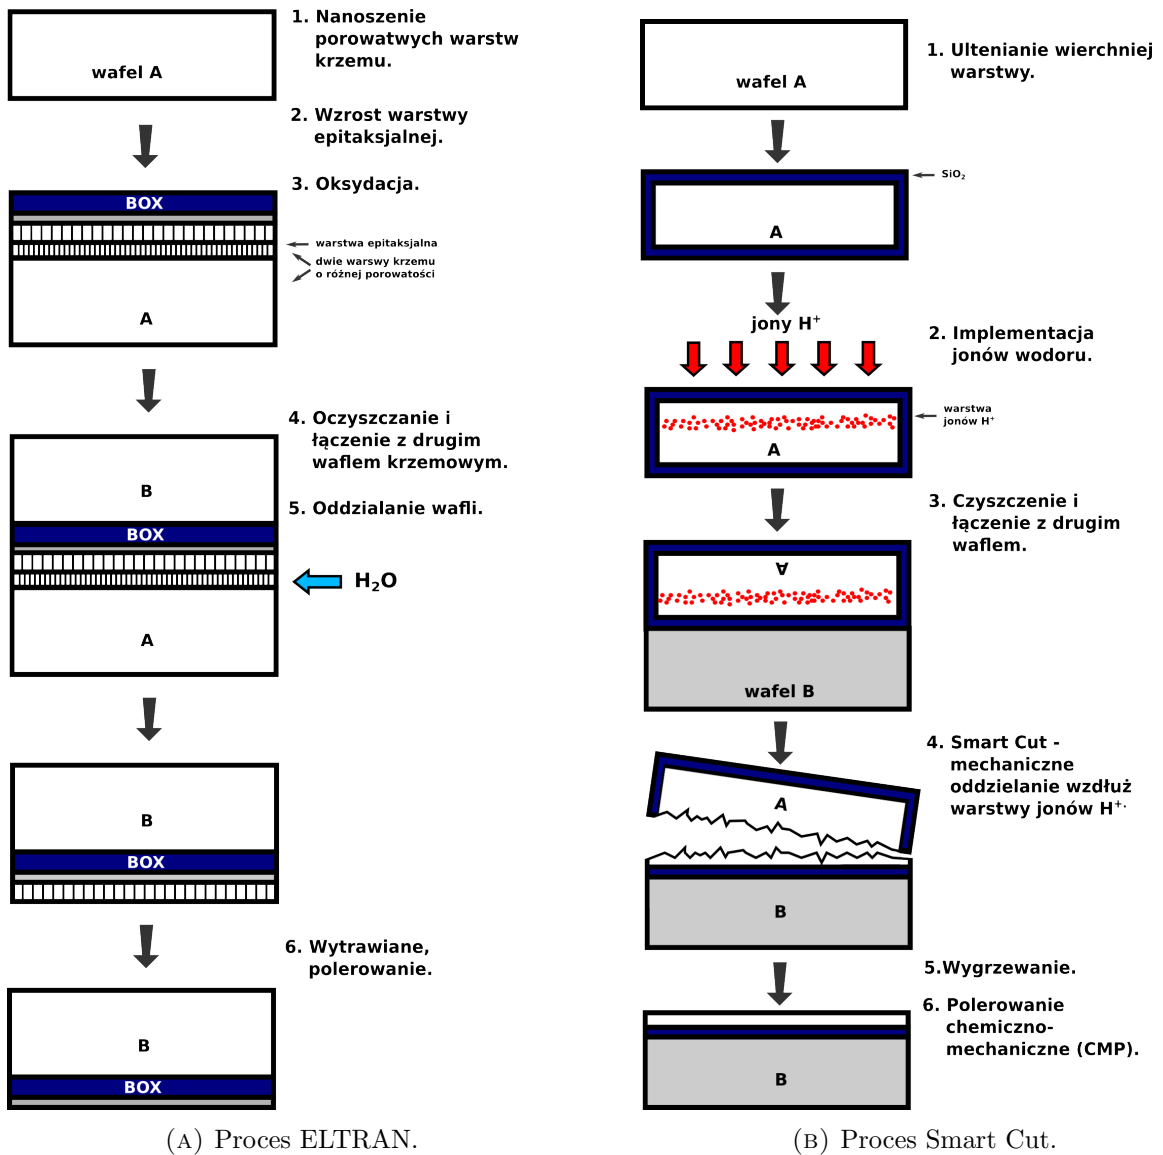 wafel A
1. Nanoszenie
porowatwych warstw
krzemu.
2. Wzrost warstwy
epitaksjalnej.
3. Oksydacja.
BOX
warstwa epitaksjalna
dwie warswy krzemu
o różnej porowatości
A
4. Oczyszczanie i
łączenie z drugim
waflem krzemowym.
B
5. Oddzialanie wafli.
BOX
H₂O
A
B
BOX
6. Wytrawiane,
polerowanie.
B
BOX
(A) Proces ELTRAN.
wafel A
1. Ultenianie wierchniej
warstwy.
SiO₂
A
jony H⁺
2. Implementacja
jonów wodoru.
warstwa
jonów H⁺
A
3. Czyszczenie i
łączenie z drugim
waflem.
A
wafel B
4. Smart Cut -
mechaniczne
oddzielanie wzdłuż
warstwy jonów H⁺·
A
B
5.Wygrzewanie.
6. Polerowanie
chemiczno-
mechaniczne (CMP).
B
(B) Proces Smart Cut.